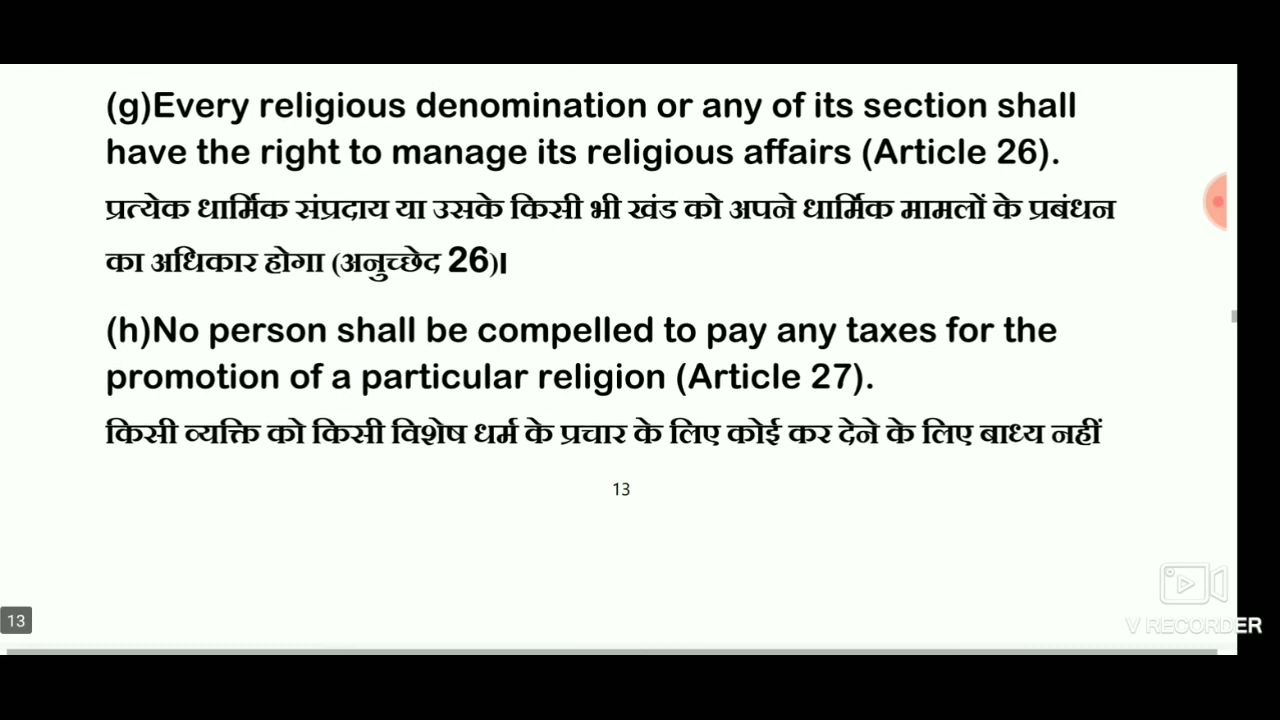 (g)Every religious denomination or any of its section shall
have the right to manage its religious affairs (Article 26).
प्रत्येक धार्मिक संप्रदाय या उसके किसी भी खंड को अपने धार्मिक मामलों के प्रबंधन
का अधिकार होगा (अनुच्छेद 26)।
(h)No person shall be compelled to pay any taxes for the
promotion of a particular religion (Article 27).
किसी व्यक्ति को किसी विशेष धर्म के प्रचार के लिए कोई कर देने के लिए बाध्य नहीं
13
13
V RECORDER